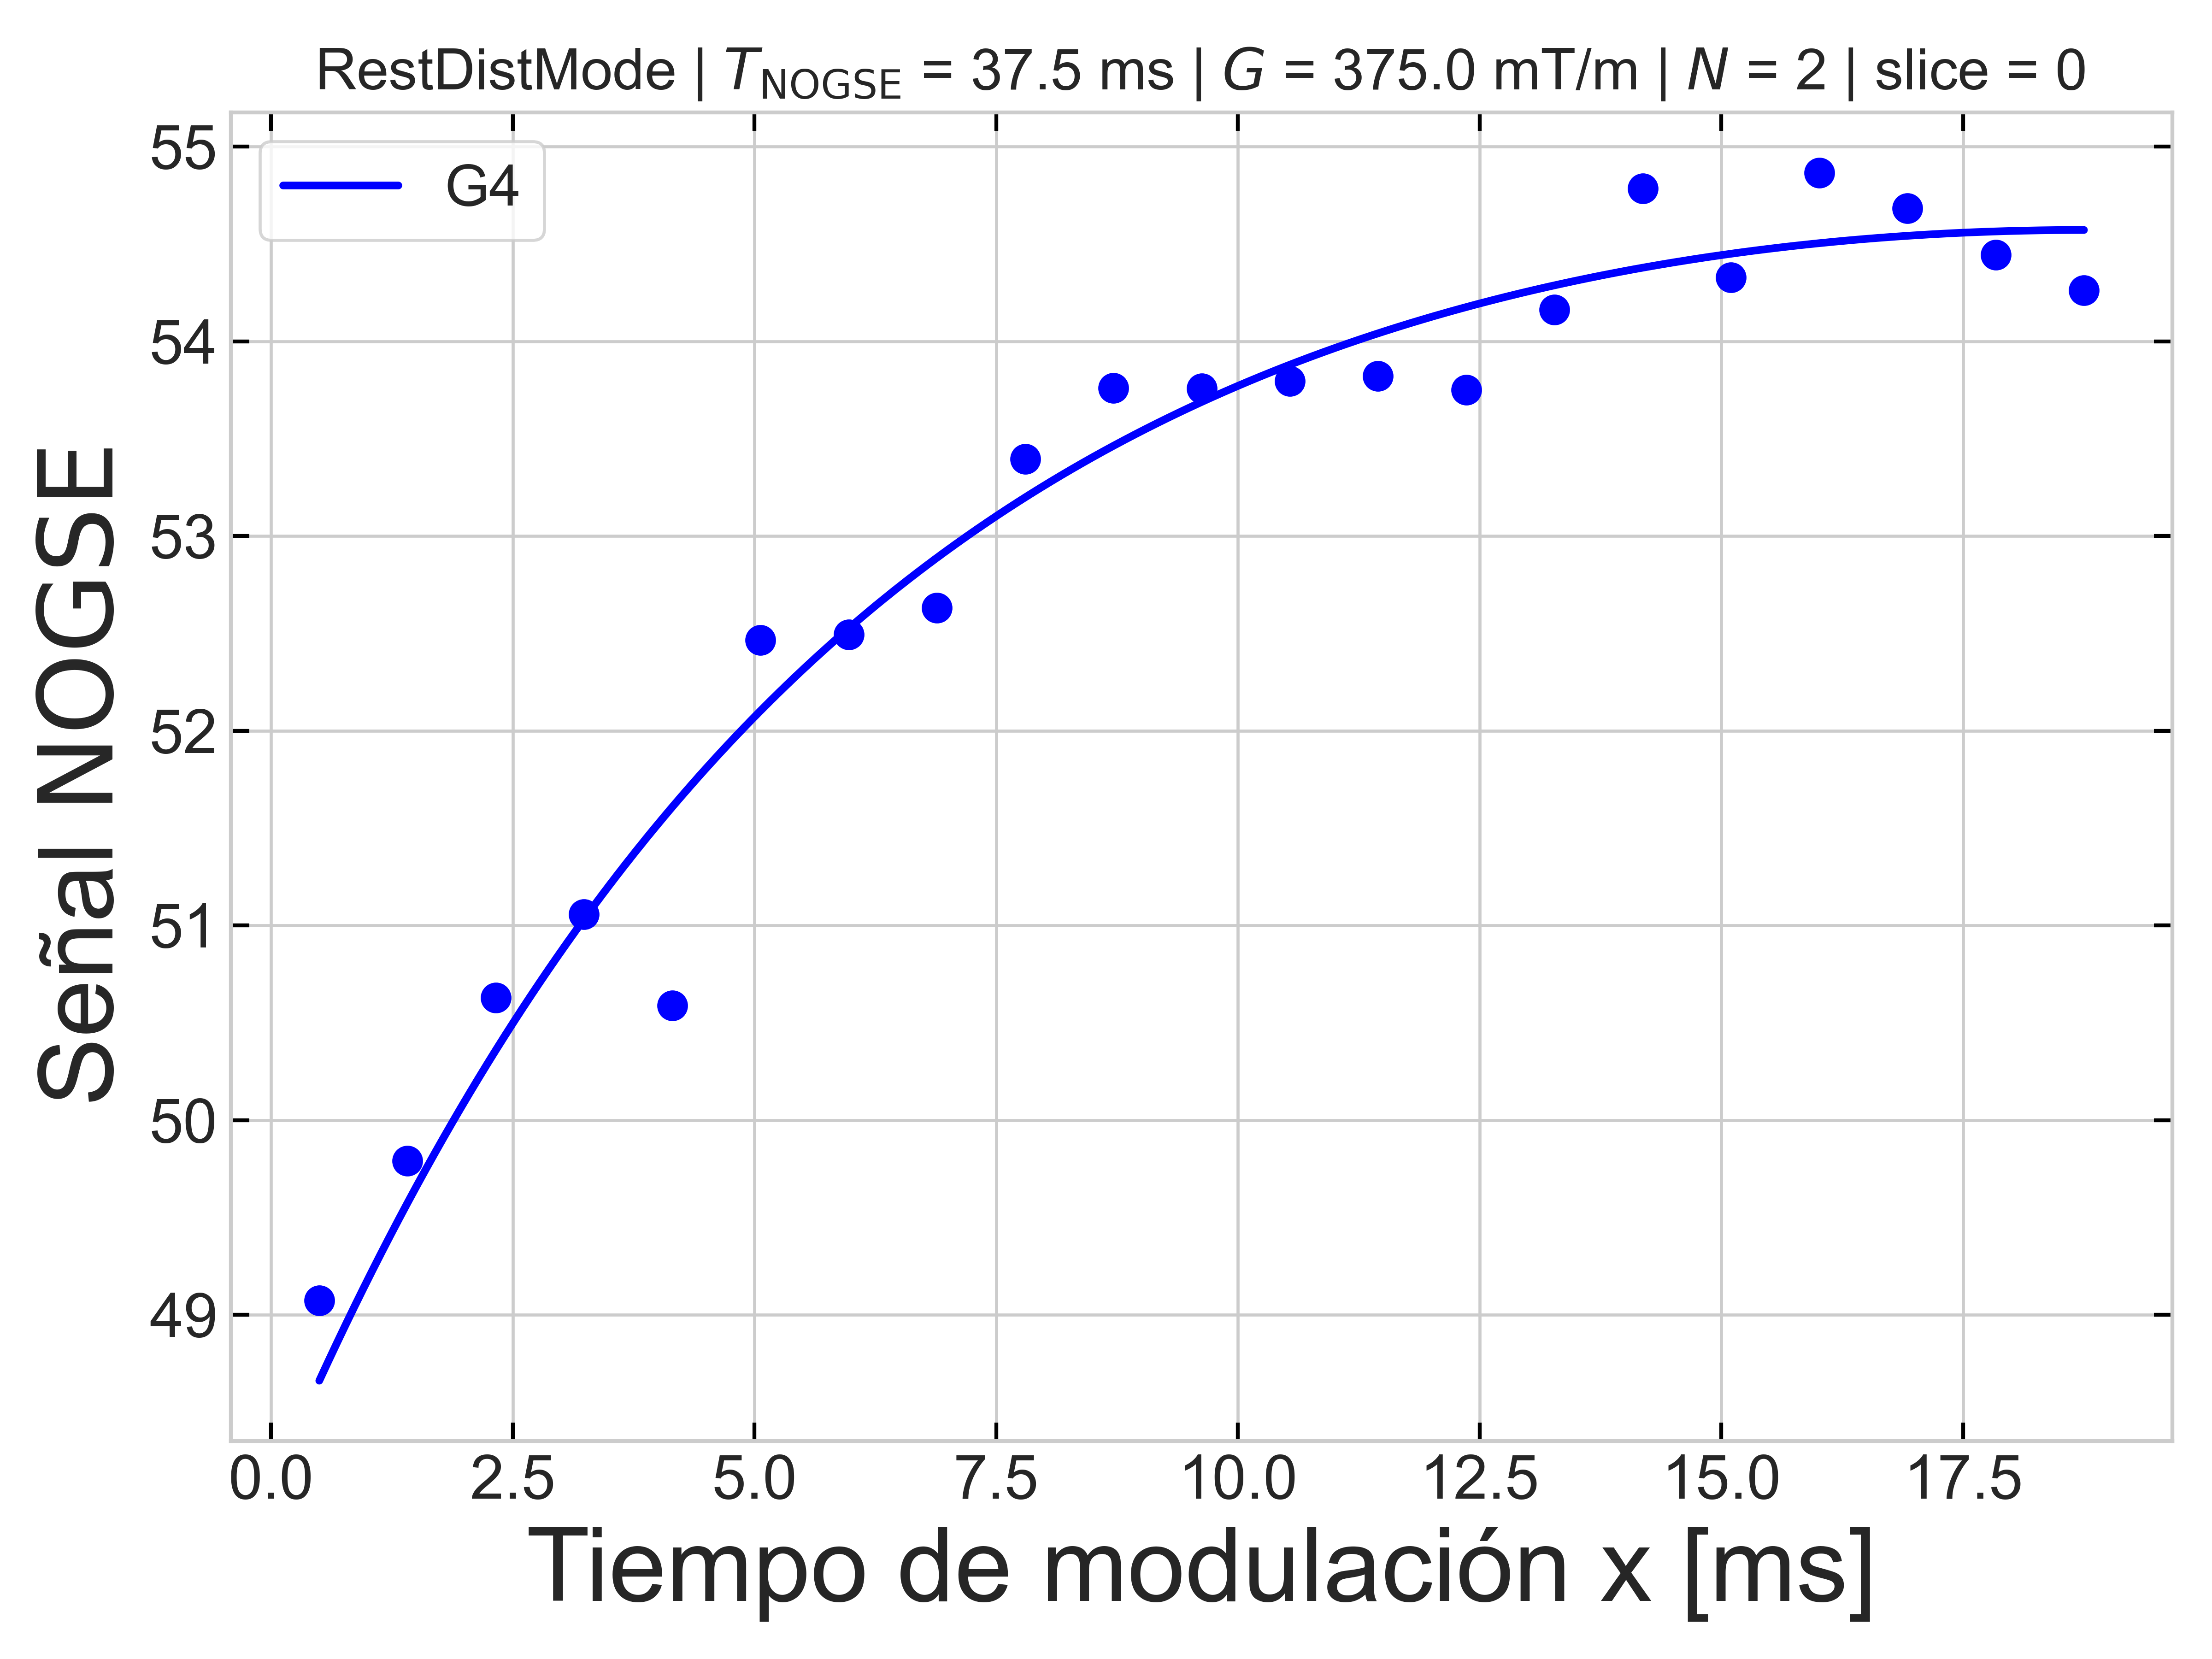 RestDistMode | T_NOGSE = 37.5 ms | G = 375.0 mT/m | N = 2 | slice = 0
G4
55
54
53
52
51
50
49
Señal NOGSE
0.0 2.5 5.0 7.5 10.0 12.5 15.0 17.5
Tiempo de modulación x [ms]